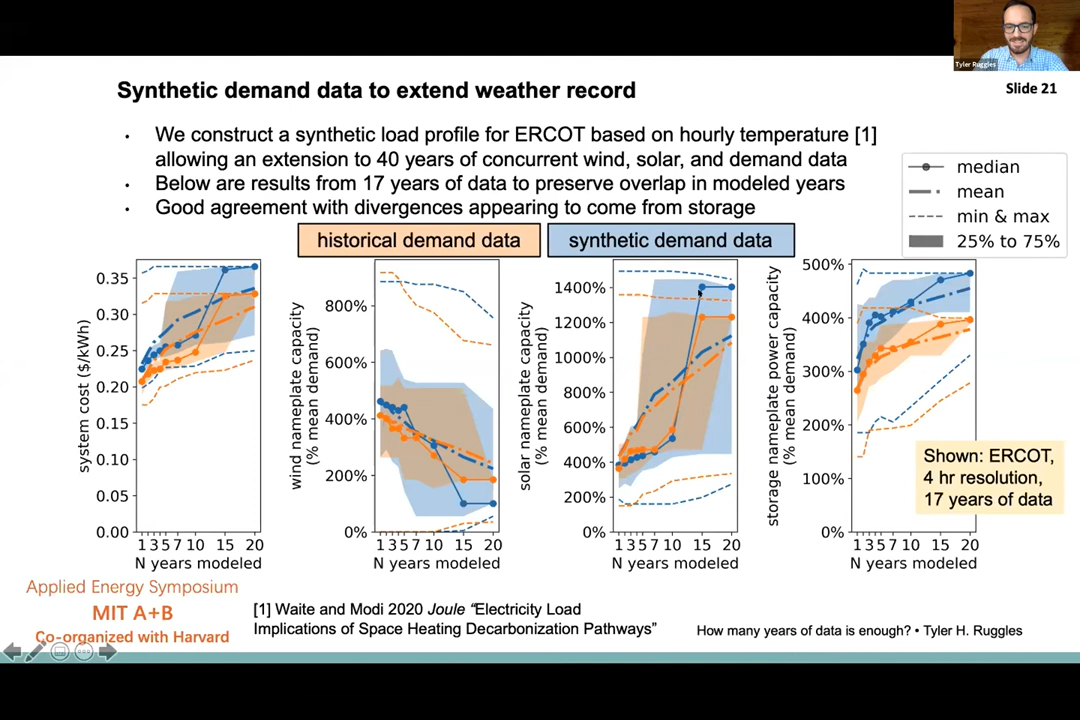 Tyler Ruggles
Synthetic demand data to extend weather record
Slide 21
• We construct a synthetic load profile for ERCOT based on hourly temperature [1]
allowing an extension to 40 years of concurrent wind, solar, and demand data
• Below are results from 17 years of data to preserve overlap in modeled years
• Good agreement with divergences appearing to come from storage
median
mean
min & max
25% to 75%
historical demand data
synthetic demand data
system cost ($/kWh)
0.35
0.30
0.25
0.20
0.15
0.10
0.05
0.00
1 3 5 7 10 15 20
N years modeled
wind nameplate capacity
(% mean demand)
800%
600%
400%
200%
0%
1 3 5 7 10 15 20
N years modeled
solar nameplate capacity
(% mean demand)
1400%
1200%
1000%
800%
600%
400%
200%
0%
1 3 5 7 10 15 20
N years modeled
storage nameplate power capacity
(% mean demand)
500%
400%
300%
200%
100%
0%
1 3 5 7 10 15 20
N years modeled
Shown: ERCOT,
4 hr resolution,
17 years of data
Applied Energy Symposium
MIT A+B
Co-organized with Harvard
[1] Waite and Modi 2020 Joule “Electricity Load
Implications of Space Heating Decarbonization Pathways”
How many years of data is enough? • Tyler H. Ruggles